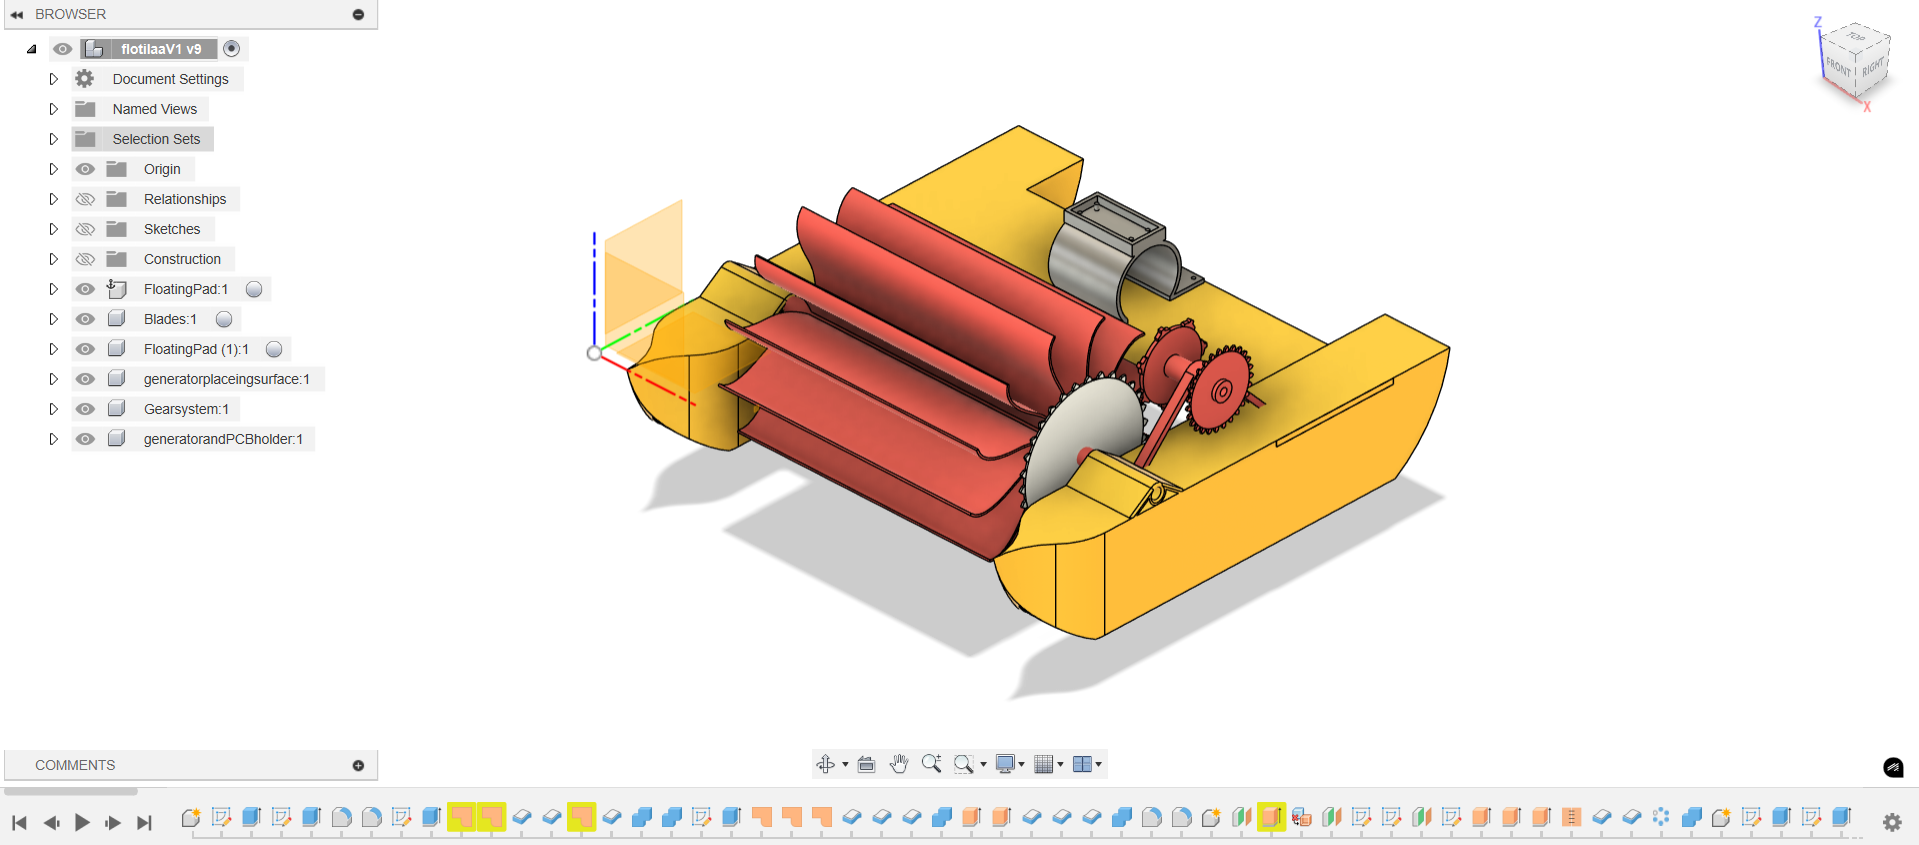 BROWSER
flotilaaV1 v9
Document Settings
Named Views
Selection Sets
Origin
Relationships
Sketches
Construction
FloatingPad:1
Blades:1
FloatingPad (1):1
generatorplaceingsurface:1
Gearsystem:1
generatorandPCBholder:1
Z
TOP
FRONT
RIGHT
X
COMMENTS